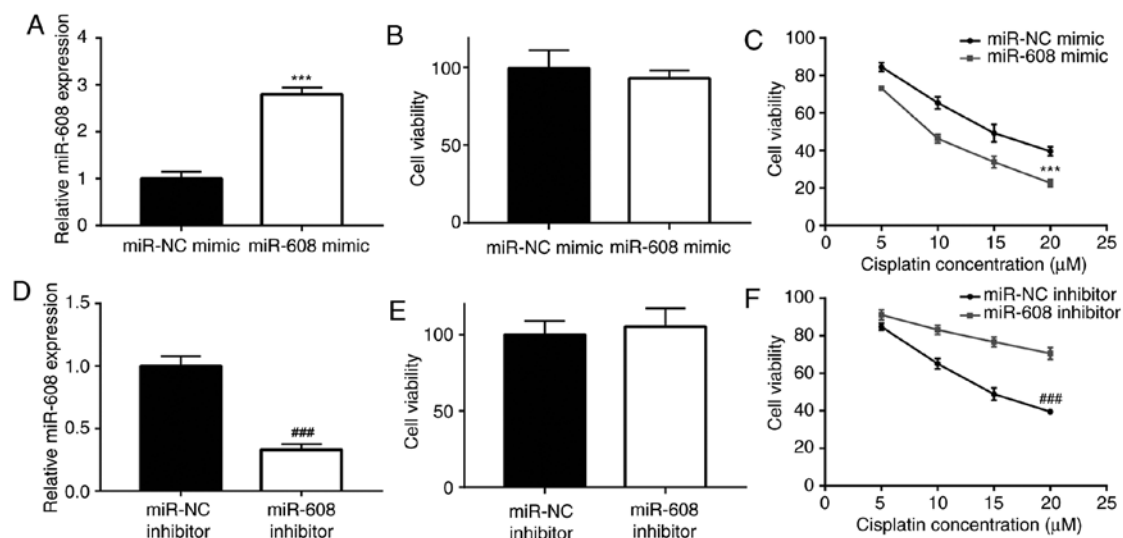 A
Relative miR-608 expression
4
3
2
1
0
***
miR-NC mimic
miR-608 mimic
B
Cell viability
100
50
0
miR-NC mimic
miR-608 mimic
C
miR-NC mimic
miR-608 mimic
Cell viability
100
80
60
40
20
0
***
0
5
10
15
20
25
Cisplatin concentration (µM)
D
Relative miR-608 expression
1.5
1.0
0.5
0.0
###
miR-NC
inhibitor
miR-608
inhibitor
E
Cell viability
100
50
0
miR-NC
inhibitor
miR-608
inhibitor
F
miR-NC inhibitor
miR-608 inhibitor
Cell viability
100
80
60
40
20
0
###
0
5
10
15
20
25
Cisplatin concentration (µM)